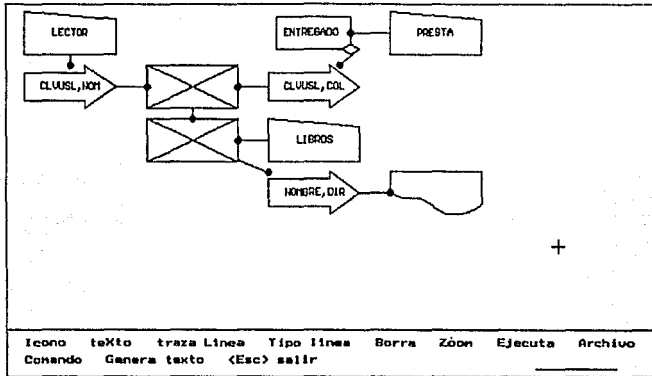 LECTOR
ENTREGADO
PRESTA
CLVUSL,NOM
CLVUSL,COL
LIBROS
NOMBRE,DIR
Icono teXto traza Linea Tipo linea Borra Zoom Ejecuta Archivo
Comando Genera texto <Esc> salir